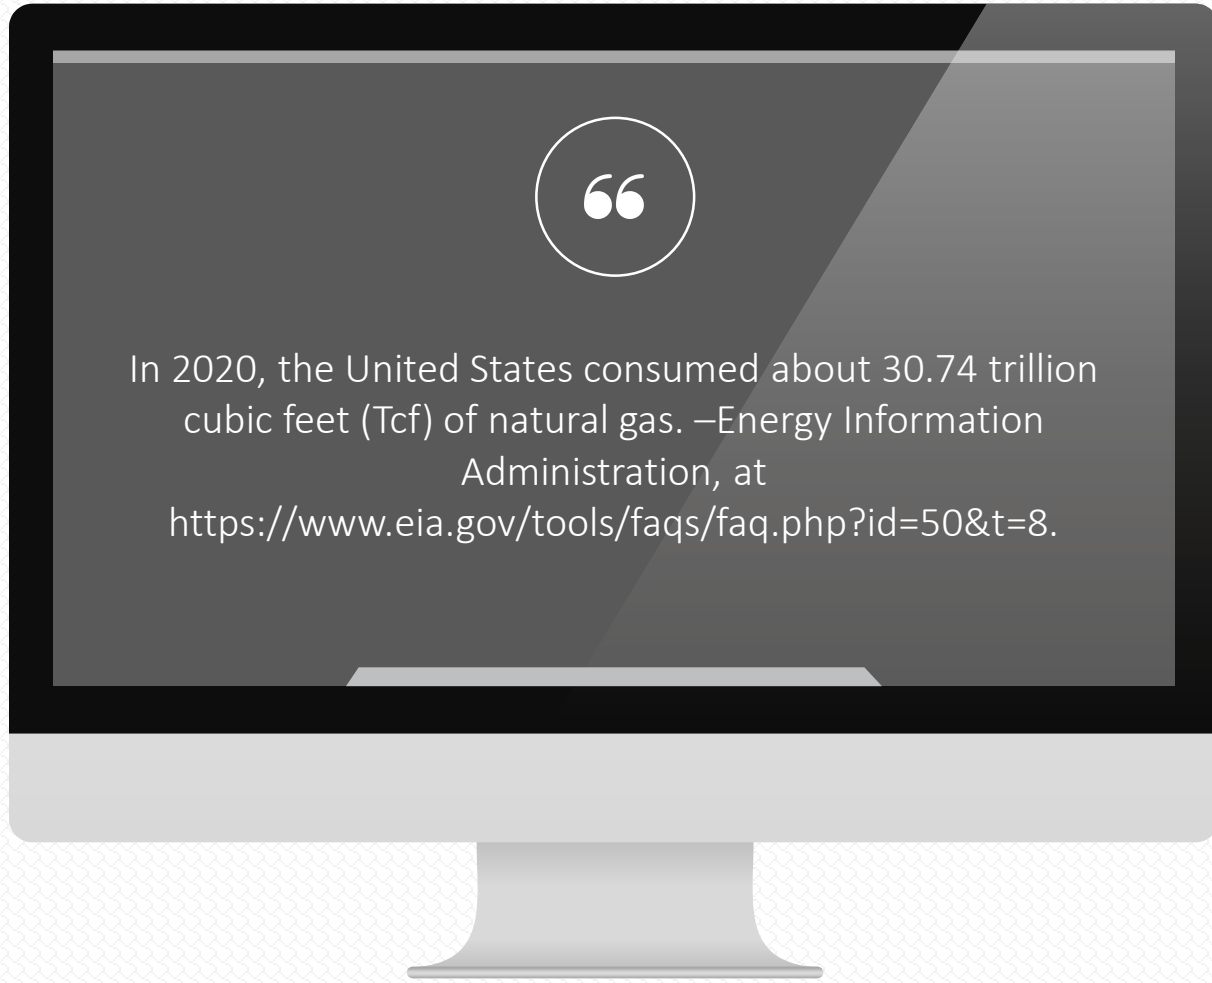 “
In 2020, the United States consumed about 30.74 trillion
cubic feet (Tcf) of natural gas. –Energy Information
Administration, at
https://www.eia.gov/tools/faqs/faq.php?id=50&t=8.